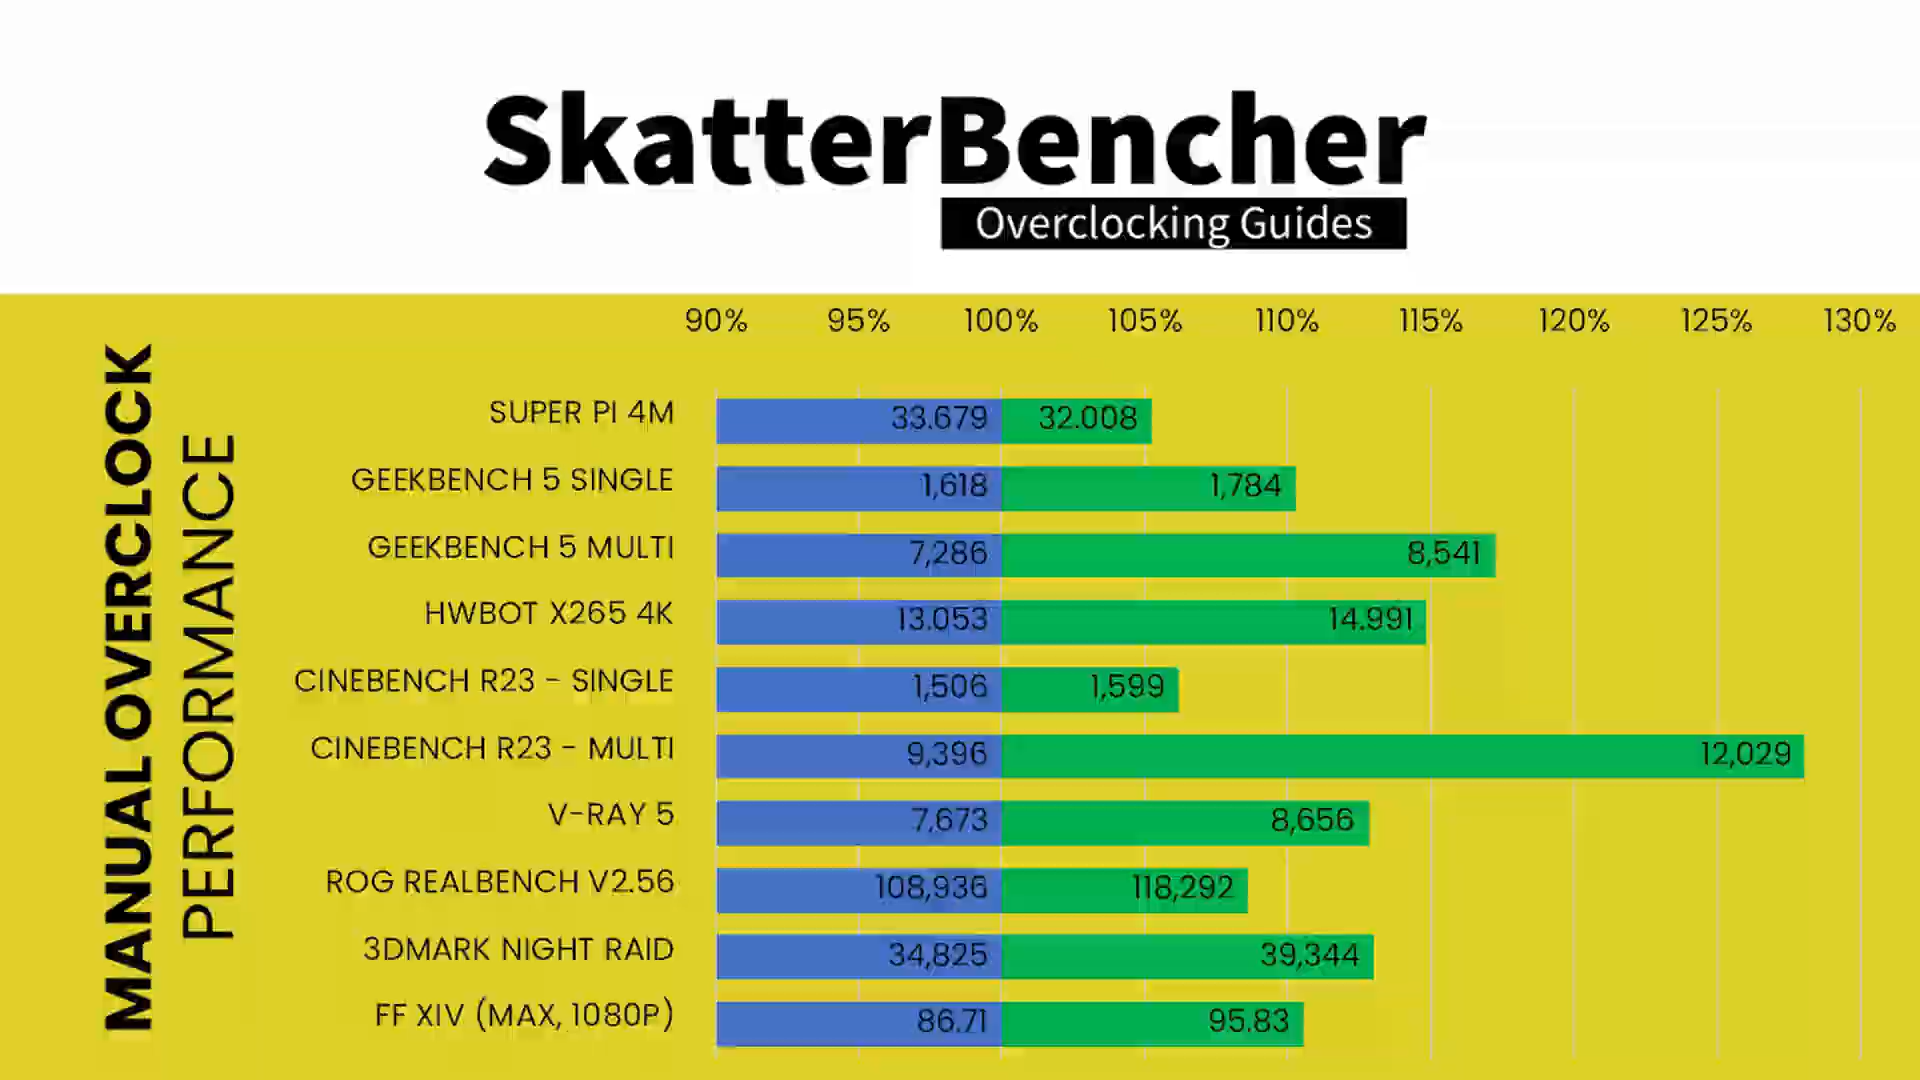 SkatterBencher
Overclocking Guides
90% 95% 100% 105% 110% 115% 120% 125% 130%
MANUAL OVERCLOCK
PERFORMANCE
SUPER PI 4M 33.679 32.008
GEEKBENCH 5 SINGLE 1,618 1,784
GEEKBENCH 5 MULTI 7,286 8,541
HWBOT X265 4K 13.053 14.991
CINEBENCH R23 - SINGLE 1,506 1,599
CINEBENCH R23 - MULTI 9,396 12,029
V-RAY 5 7,673 8,656
ROG REALBENCH V2.56 108,936 118,292
3DMARK NIGHT RAID 34,825 39,344
FF XIV (MAX, 1080P) 86.71 95.83